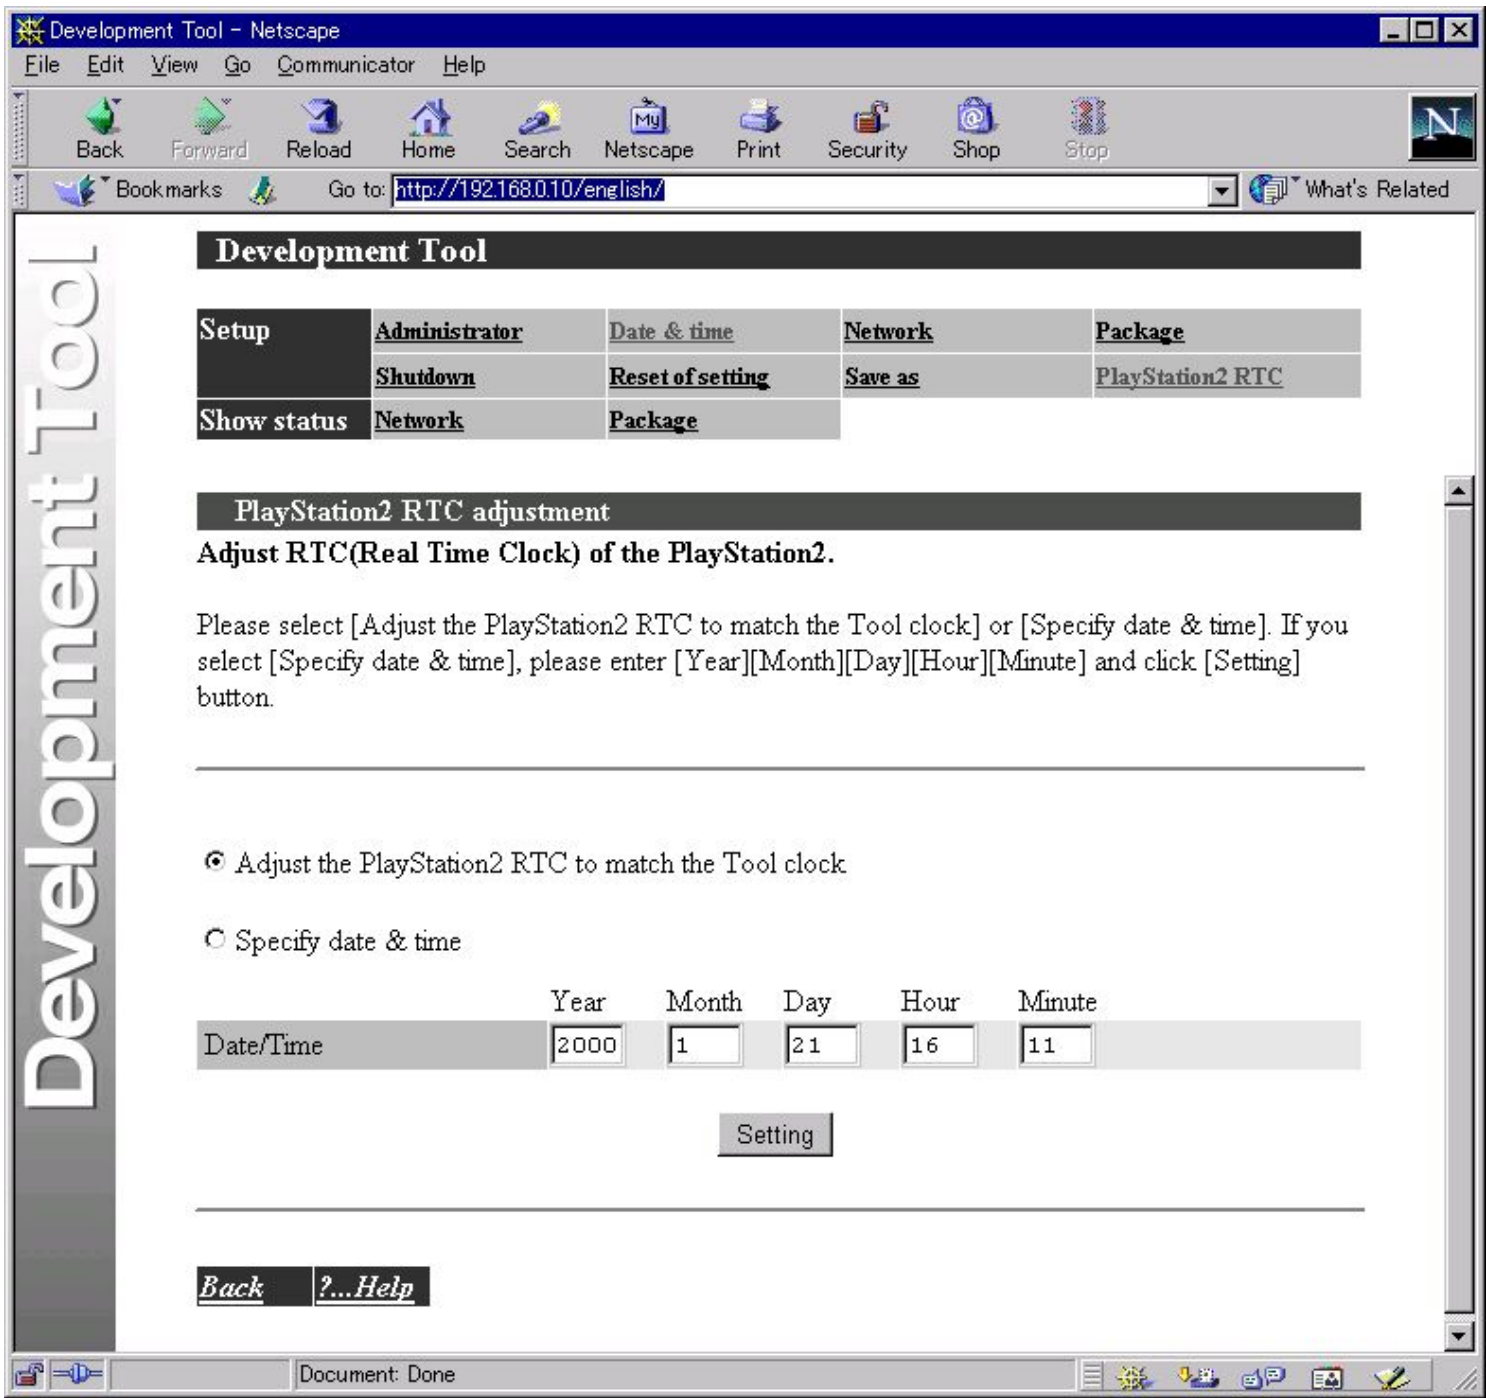 Development Tool - Netscape
File Edit View Go Communicator Help
Back Forward Reload Home Search Netscape Print Security Shop Stop
My
N
Bookmarks Go to: http://192.168.0.10/english/ What's Related
Development Tool
Development Tool
Setup Administrator Date & time Network Package
Shutdown Reset of setting Save as PlayStation2 RTC
Show status Network Package
PlayStation2 RTC adjustment
Adjust RTC(Real Time Clock) of the PlayStation2.
Please select [Adjust the PlayStation2 RTC to match the Tool clock] or [Specify date & time]. If you
select [Specify date & time], please enter [Year][Month][Day][Hour][Minute] and click [Setting]
button.
Adjust the PlayStation2 RTC to match the Tool clock
Specify date & time
Year Month Day Hour Minute
Date/Time 2000 1 21 16 11
Setting
Back ?...Help
Document: Done